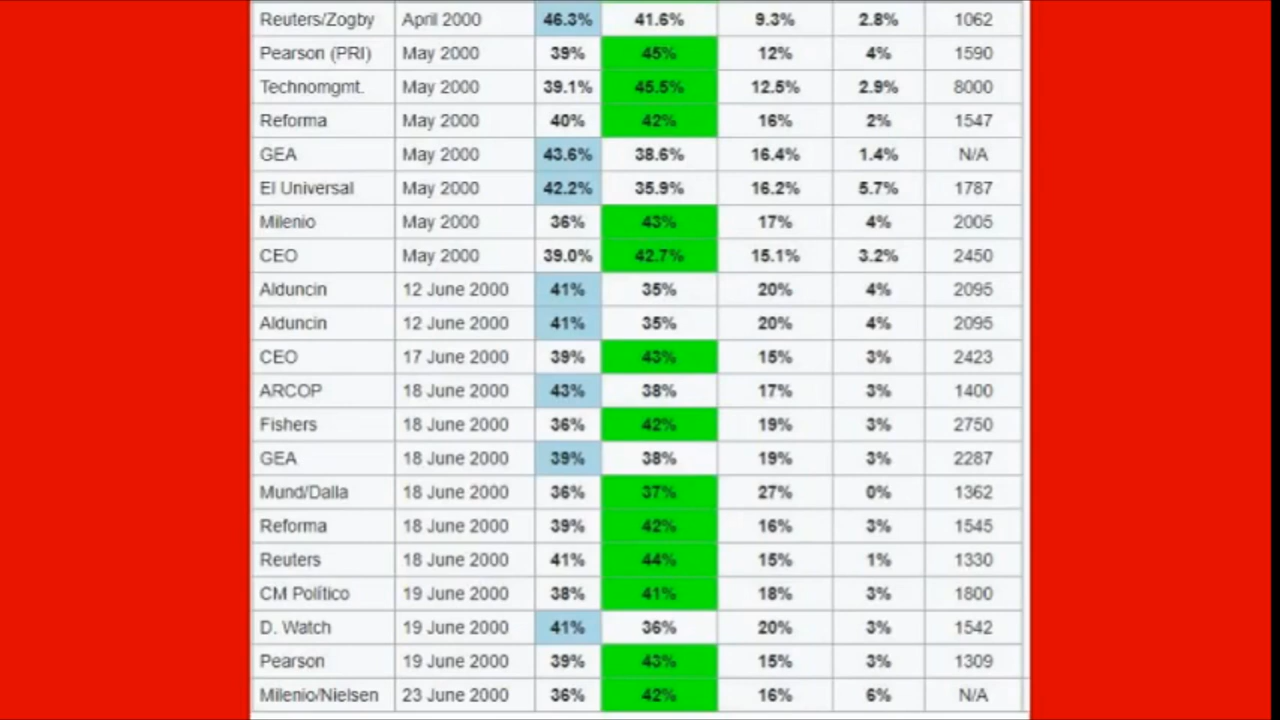 Reuters/Zogby April 2000 46.3% 41.6% 9.3% 2.8% 1062
Pearson (PRI) May 2000 39% 45% 12% 4% 1590
Technomgmt. May 2000 39.1% 45.5% 12.5% 2.9% 8000
Reforma May 2000 40% 42% 16% 2% 1547
GEA May 2000 43.6% 38.6% 16.4% 1.4% N/A
El Universal May 2000 42.2% 35.9% 16.2% 5.7% 1787
Milenio May 2000 36% 43% 17% 4% 2005
CEO May 2000 39.0% 42.7% 15.1% 3.2% 2450
Alduncin 12 June 2000 41% 35% 20% 4% 2095
Alduncin 12 June 2000 41% 35% 20% 4% 2095
CEO 17 June 2000 39% 43% 15% 3% 2423
ARCOP 18 June 2000 43% 38% 17% 3% 1400
Fishers 18 June 2000 36% 42% 19% 3% 2750
GEA 18 June 2000 39% 38% 19% 3% 2287
Mund/Dalla 18 June 2000 36% 37% 27% 0% 1362
Reforma 18 June 2000 39% 42% 16% 3% 1545
Reuters 18 June 2000 41% 44% 15% 1% 1330
CM Político 19 June 2000 38% 41% 18% 3% 1800
D. Watch 19 June 2000 41% 36% 20% 3% 1542
Pearson 19 June 2000 39% 43% 15% 3% 1309
Milenio/Nielsen 23 June 2000 36% 42% 16% 6% N/A